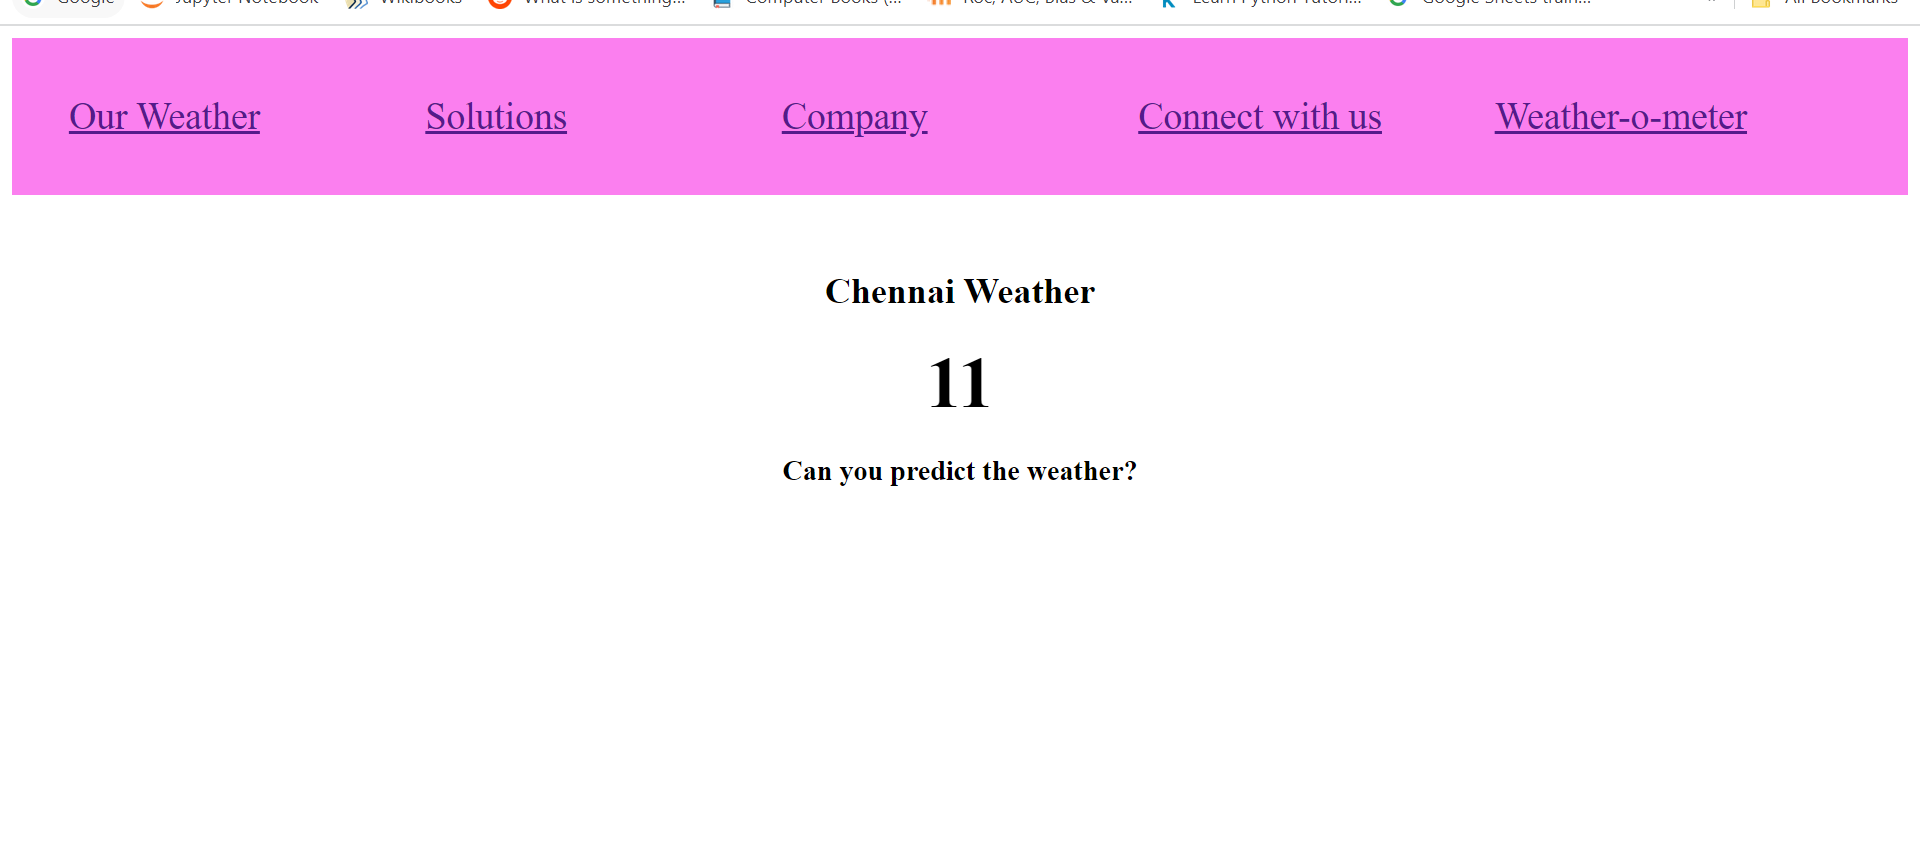 Google Jupyter Notebook Wikibooks What is something... Computer Books (... Roc, AUC, Bias & Va... Learn Python Tutori... Google Sheets train... » All Bookmarks
Our Weather Solutions Company Connect with us Weather-o-meter
Chennai Weather
11
Can you predict the weather?